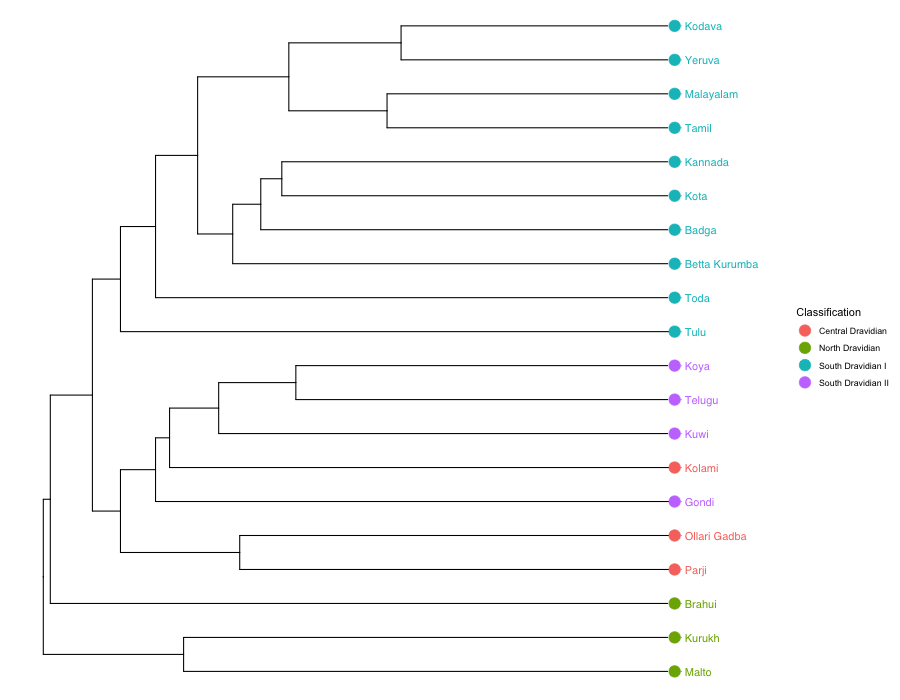 Kodava
Yeruva
Malayalam
Tamil
Kannada
Kota
Badga
Betta Kurumba
Toda
Tulu
Koya
Telugu
Kuwi
Kolami
Gondi
Ollari Gadba
Parji
Brahui
Kurukh
Malto
Classification
Central Dravidian
North Dravidian
South Dravidian I
South Dravidian II